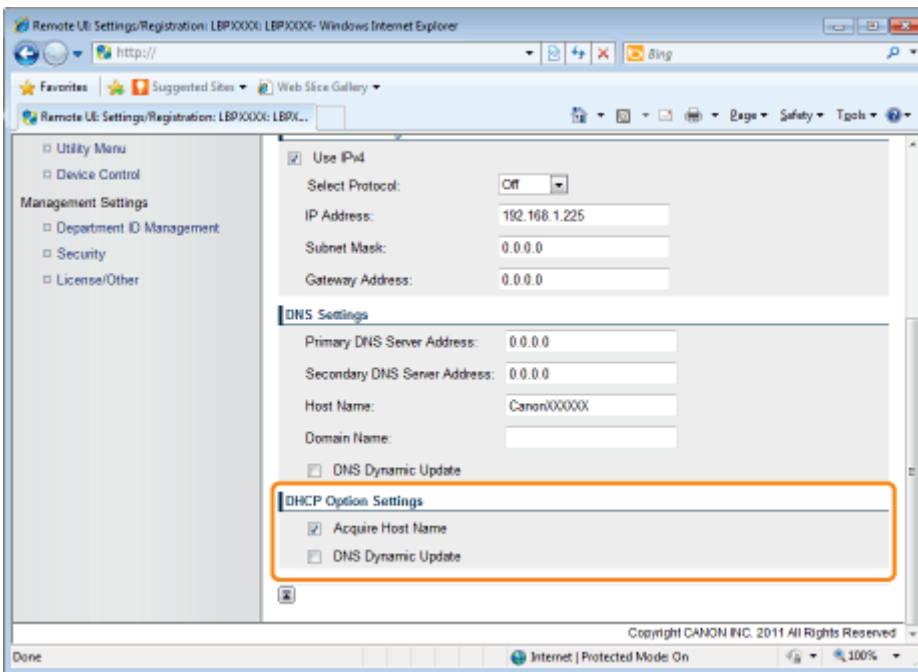 Remote UI: Settings/Registration: LBPXXXX: LBPXXXX- Windows Internet Explorer
http://
Bing
Favorites Suggested Sites Web Slice Gallery
Remote UI: Settings/Registration: LBPXXXX: LBPX...
Page Safety Tools
Utility Menu
Device Control
Management Settings
Department ID Management
Security
License/Other
Use IPv4
Select Protocol: Off
IP Address: 192.168.1.225
Subnet Mask: 0.0.0.0
Gateway Address: 0.0.0.0
DNS Settings
Primary DNS Server Address: 0.0.0.0
Secondary DNS Server Address: 0.0.0.0
Host Name: CanonXXXXXX
Domain Name:
DNS Dynamic Update
DHCP Option Settings
Acquire Host Name
DNS Dynamic Update
Copyright CANON INC. 2011 All Rights Reserved
Done Internet | Protected Mode: On 100%